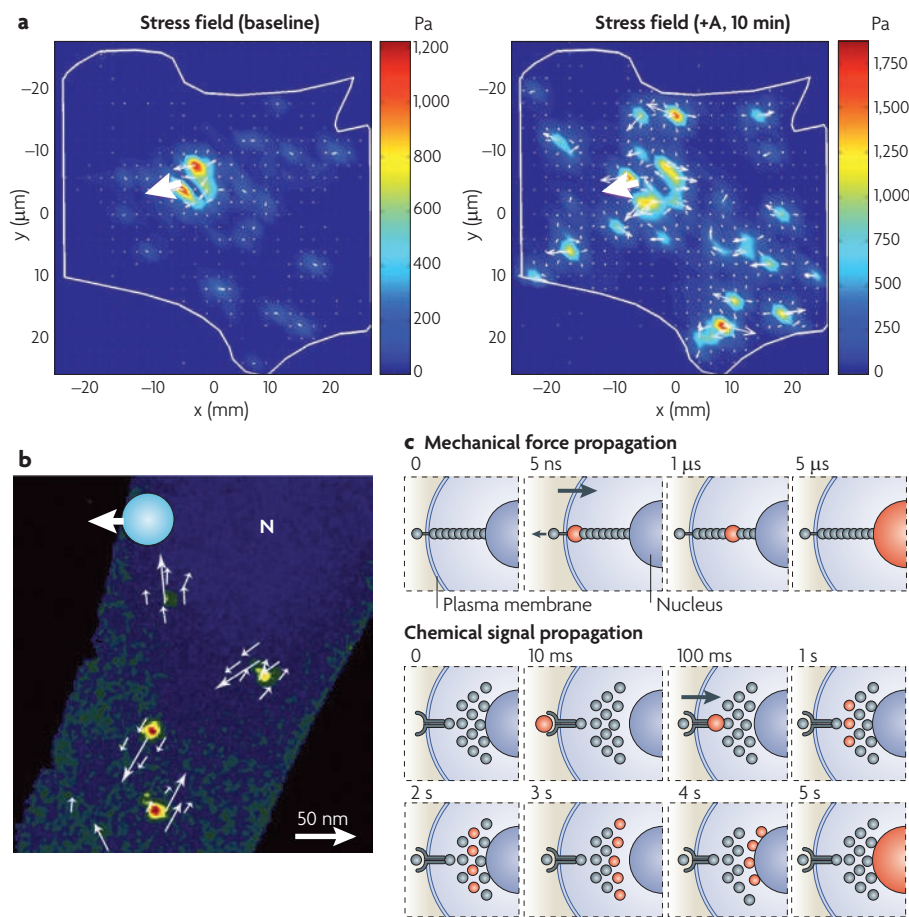 a
Stress field (baseline)
Pa
Stress field (+A, 10 min)
Pa
y (µm)
−20
−10
0
10
20
−20
−10
0
10
20
x (mm)
1,200
1,000
800
600
400
200
0
y (µm)
−20
−10
0
10
20
−20
−10
0
10
20
x (mm)
1,750
1,500
1,250
1,000
750
500
250
0
b
N
50 nm
c Mechanical force propagation
0
5 ns
1 µs
5 µs
Plasma membrane
Nucleus
Chemical signal propagation
0
10 ms
100 ms
1 s
2 s
3 s
4 s
5 s